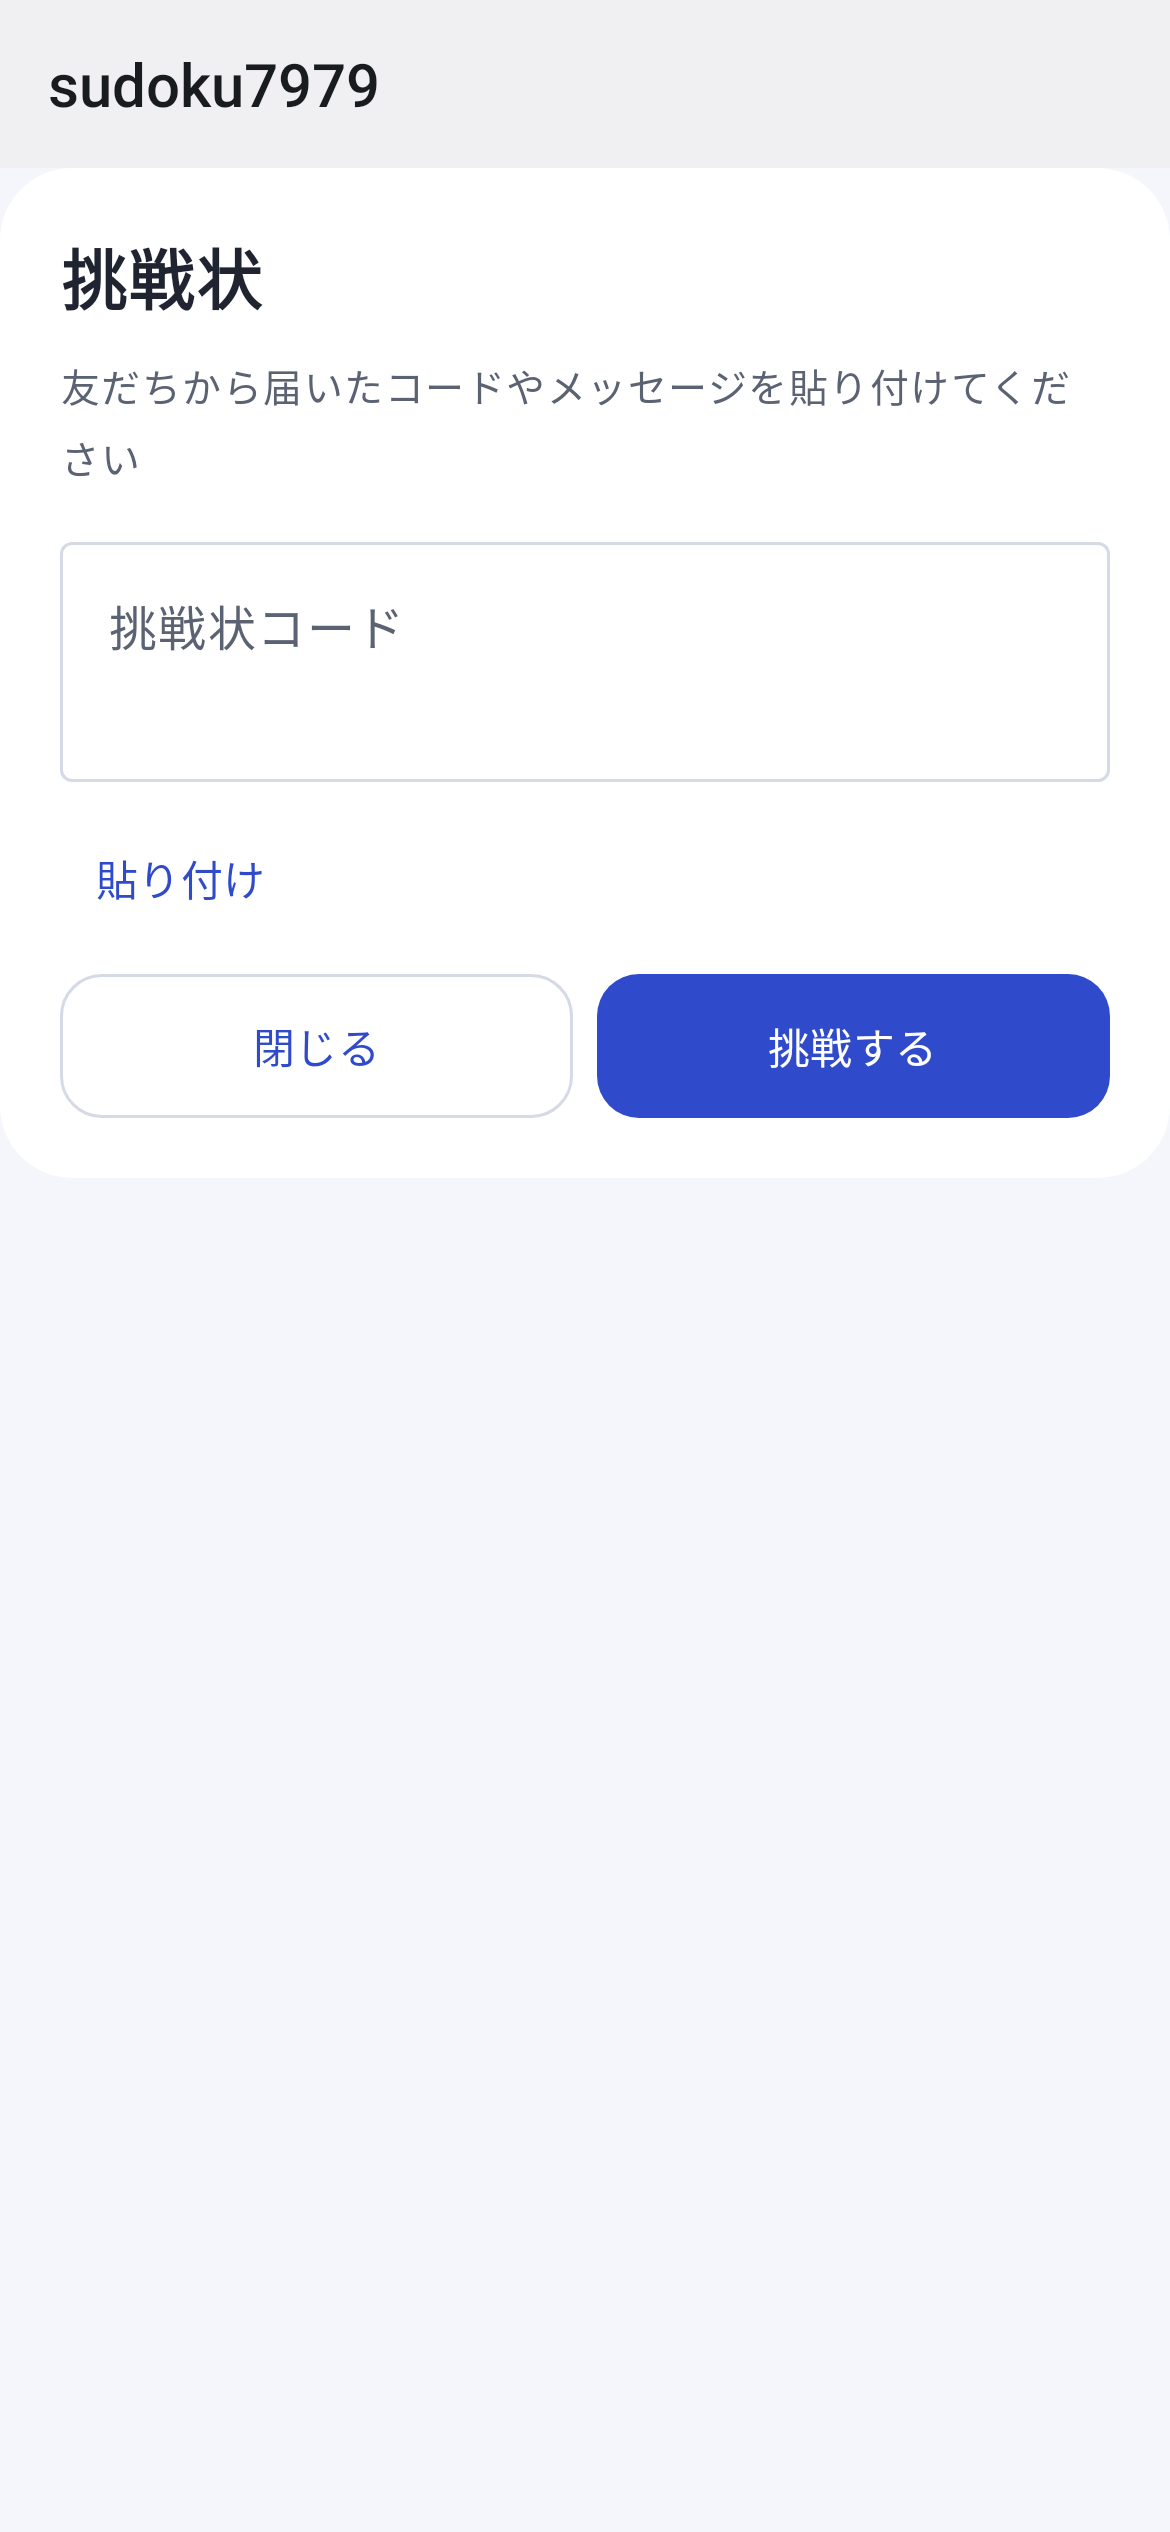 sudoku7979
挑戦状
友だちから届いたコードやメッセージを貼り付けてくだ
さい
挑戦状コード
貼り付け
閉じる
挑戦する